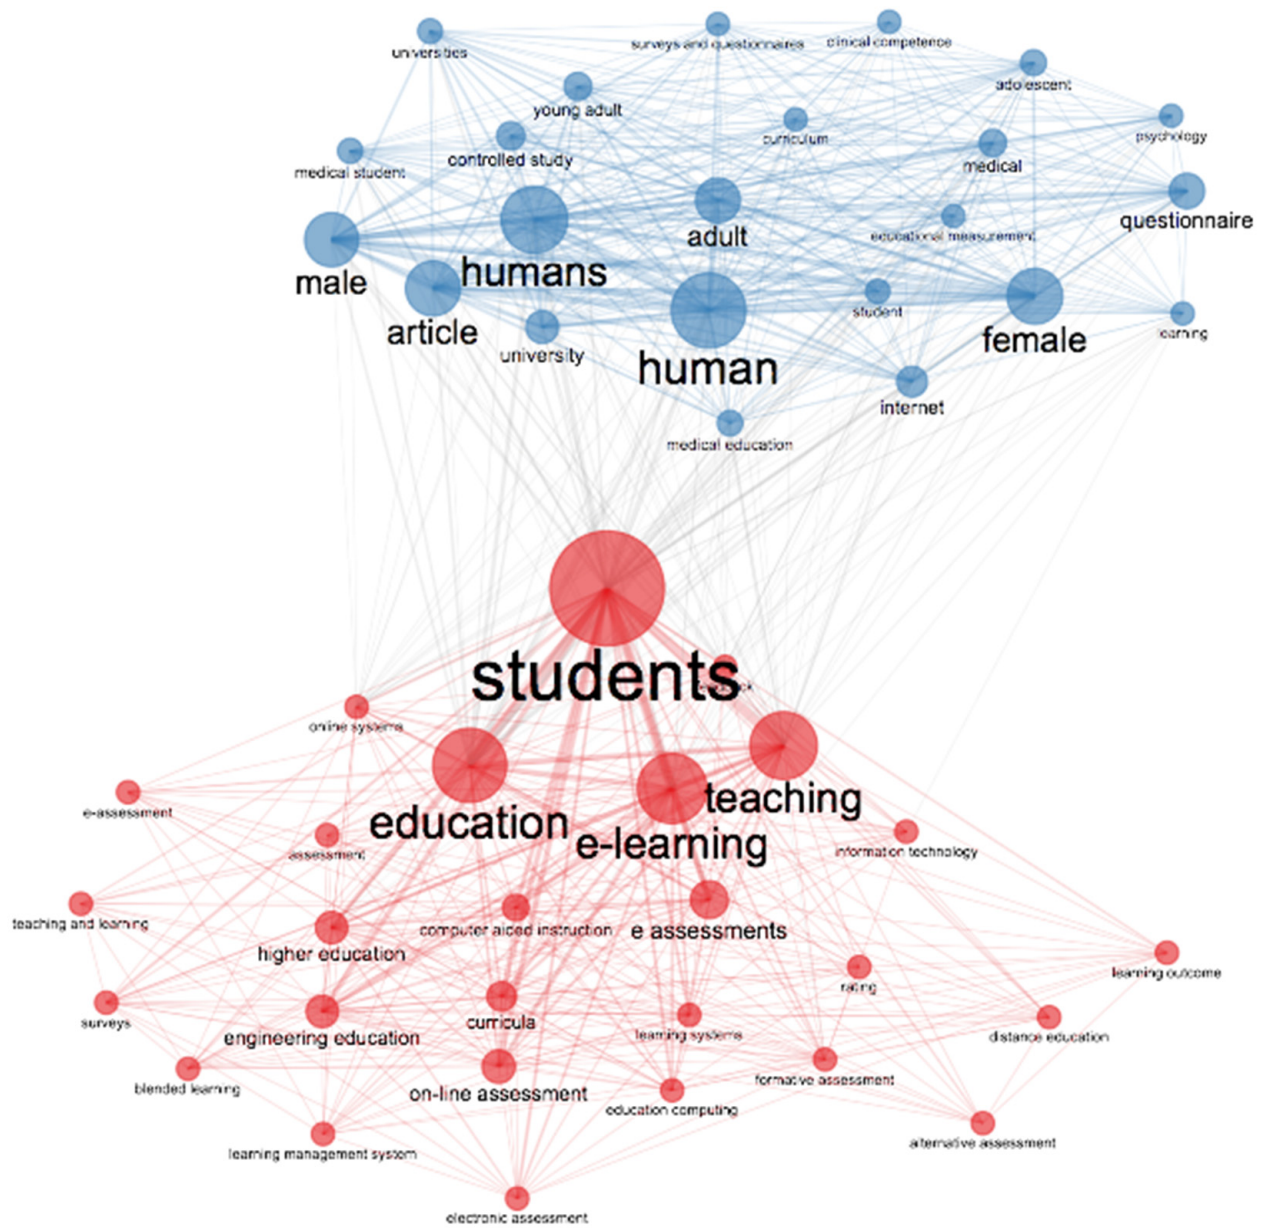 universities
surveys and questionnaires
clinical competence
adolescent
young adult
psychology
curriculum
controlled study
medical
medical student
questionnaire
adult
educational measurement
humans
male
student
article
female
learning
university
human
internet
medical education
students
online systems
teaching
e-assessment
education
e-learning
assessment
information technology
teaching and learning
computer aided instruction
e assessments
higher education
learning outcome
rating
surveys
curricula
engineering education
learning systems
distance education
formative assessment
blended learning
on-line assessment
education computing
alternative assessment
learning management system
electronic assessment